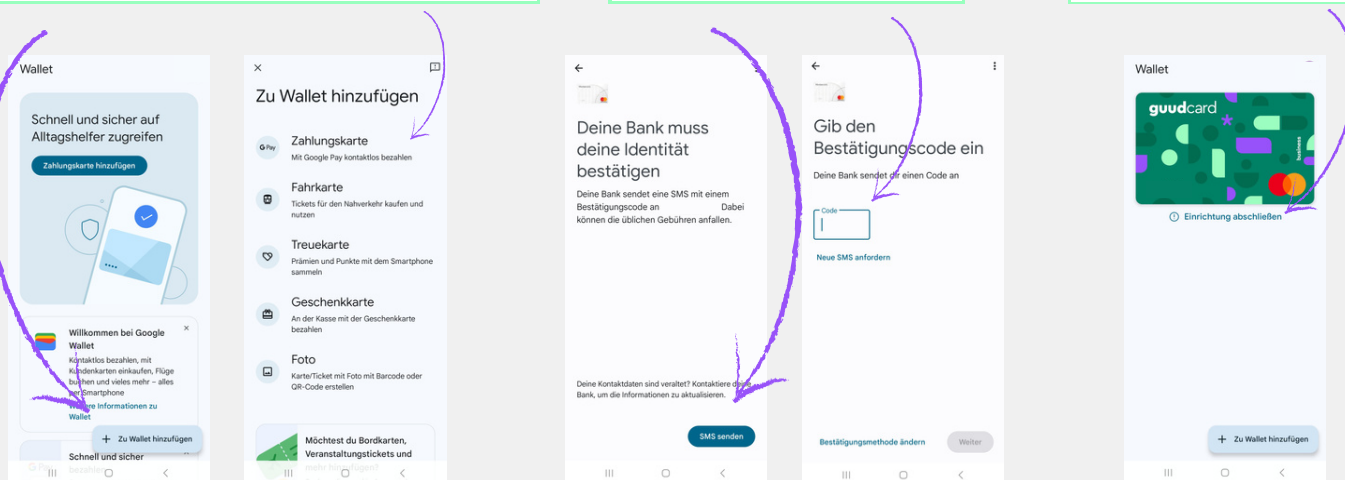 Wallet
Schnell und sicher auf
Alltagshelfer zugreifen
Zahlungskarte hinzufügen
Willkommen bei Google
Wallet
Kontaktlos bezahlen, mit
Kundenkarten einkaufen, Flüge
buchen und vieles mehr – alles
per Smartphone
Weitere Informationen zu
Wallet
+ Zu Wallet hinzufügen
Schnell und sicher
bezahlen
Zu Wallet hinzufügen
G Pay
Zahlungskarte
Mit Google Pay kontaktlos bezahlen
Fahrkarte
Tickets für den Nahverkehr kaufen und
nutzen
Treuekarte
Prämien und Punkte mit dem Smartphone
sammeln
Geschenkkarte
An der Kasse mit der Geschenkkarte
bezahlen
Foto
Karte/Ticket mit Foto mit Barcode oder
QR-Code erstellen
Möchtest du Bordkarten,
Veranstaltungstickets und
mehr hinzufügen?
Deine Bank muss
deine Identität
bestätigen
Deine Bank sendet eine SMS mit einem
Bestätigungscode an Dabei
können die üblichen Gebühren anfallen.
Deine Kontaktdaten sind veraltet? Kontaktiere deine
Bank, um die Informationen zu aktualisieren.
SMS senden
Gib den
Bestätigungscode ein
Deine Bank sendet dir einen Code an
Code
Neue SMS anfordern
Bestätigungsmethode ändern
Weiter
Wallet
guudcard
business
Einrichtung abschließen
+ Zu Wallet hinzufügen